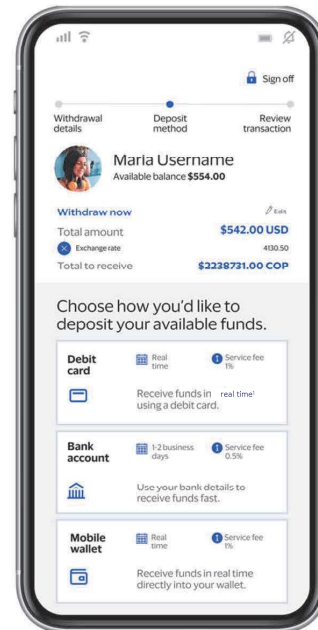 Sign off
Withdrawal details
Deposit method
Review transaction
Maria Username
Available balance $554.00
Withdraw now
Edit
Total amount
$542.00 USD
Exchange rate
4130.50
Total to receive
$2238731.00 COP
Choose how you'd like to
deposit your available funds.
Debit card
Real time
1 Service fee 1%
Receive funds in real time¹
using a debit card.
Bank account
1-2 business days
1 Service fee 0.5%
Use your bank details to
receive funds fast.
Mobile wallet
Real time
1 Service fee 1%
Receive funds in real time
directly into your wallet.